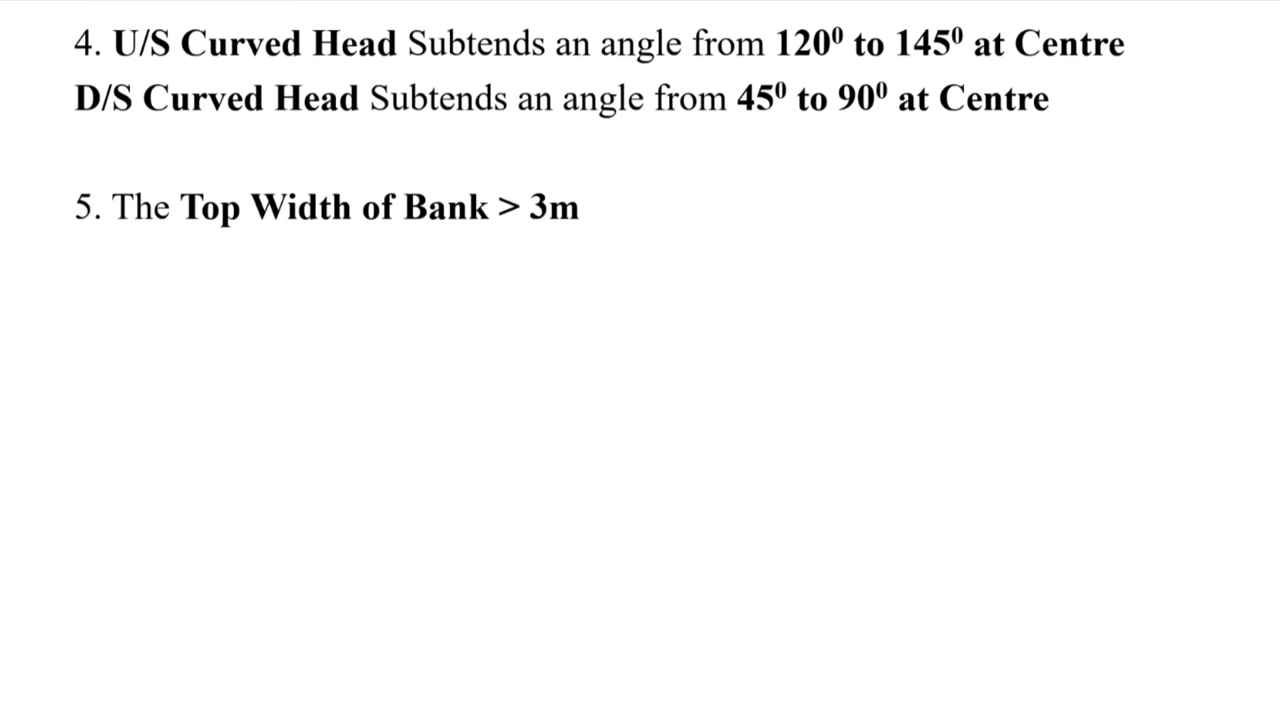 4. U/S Curved Head Subtends an angle from 120⁰ to 145⁰ at Centre
D/S Curved Head Subtends an angle from 45⁰ to 90⁰ at Centre
5. The Top Width of Bank > 3m